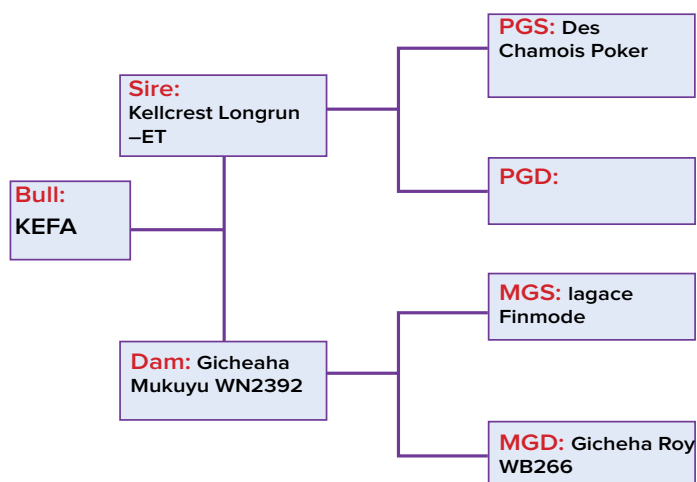 PGS: Des
Chamois Poker
Sire:
Kellcrest Longrun
–ET
PGD:
Bull:
KEFA
MGS: lagace
Finmode
Dam: Gicheaha
Mukuyu WN2392
MGD: Gicheha Roy
WB266